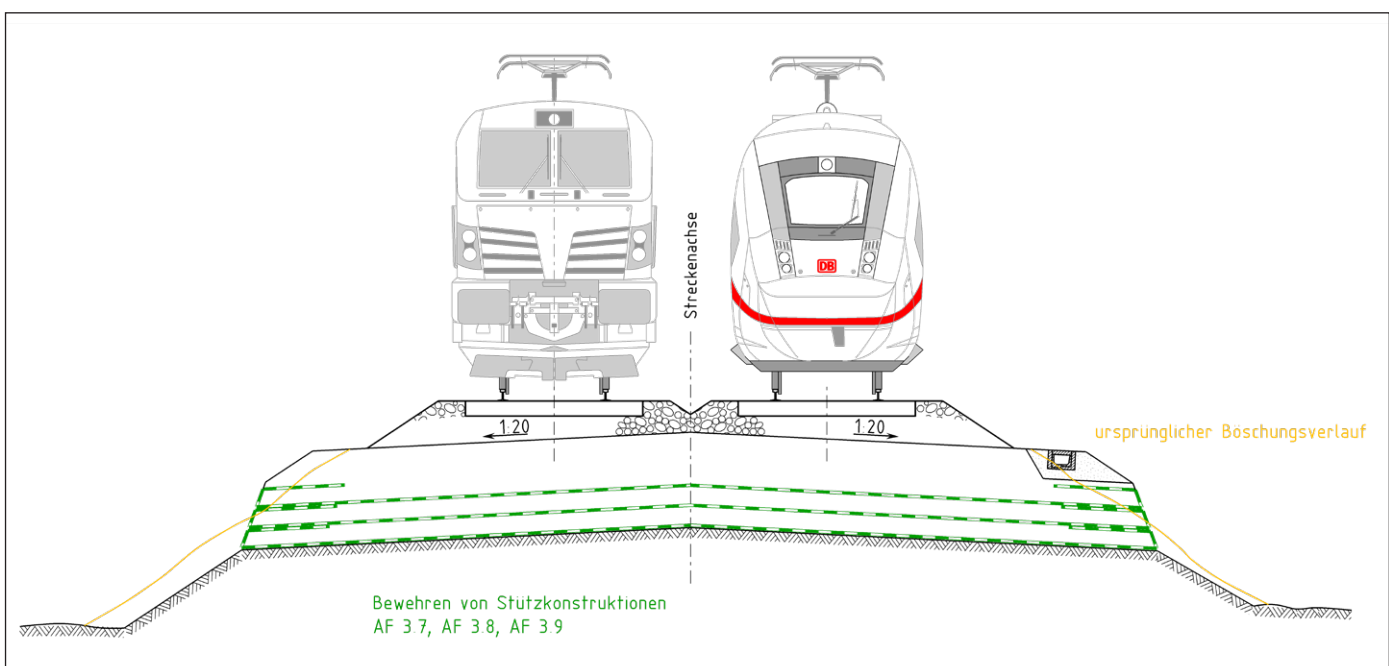 Streckenachse
DB
1:20
1:20
ursprünglicher Böschungsverlauf
Bewehren von Stützkonstruktionen
AF 3.7, AF 3.8, AF 3.9